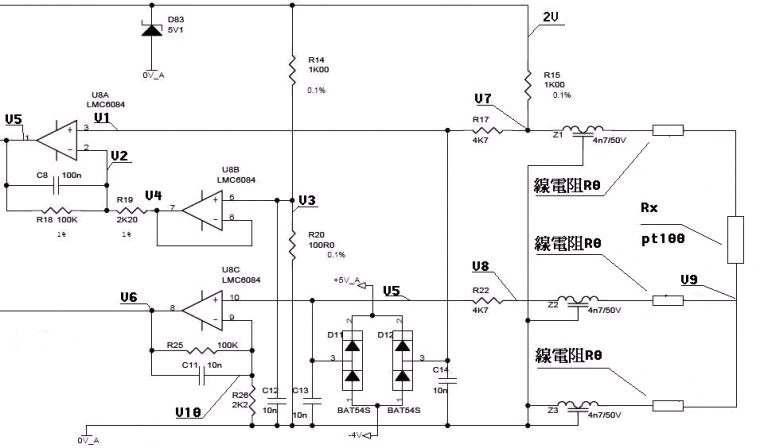 D83
5V1
0V_A
2V
R14
1K00
0.1%
R15
1K00
0.1%
U8A
LMC6084
V5
1
3
+
-
2
V1
V2
V7
R17
4K7
Z1
4n7/50V
線電阻R0
C8
100n
R18
100K
1%
R19
2K20
1%
V4
7
U8B
LMC6084
5
+
-
6
V3
R20
100R0
0.1%
Rx
pt100
線電阻R0
U8C
LMC6084
V6
8
10
+
-
9
+5V_A
V5
V8
R22
4K7
Z2
4n7/50V
V9
R25
100K
C11
10n
V10
R26
2K2
C12
10n
C13
10n
D11
2
3
1
BAT54S
D12
2
3
1
BAT54S
C14
10n
線電阻R0
Z3
4n7/50V
0V_A
-4V